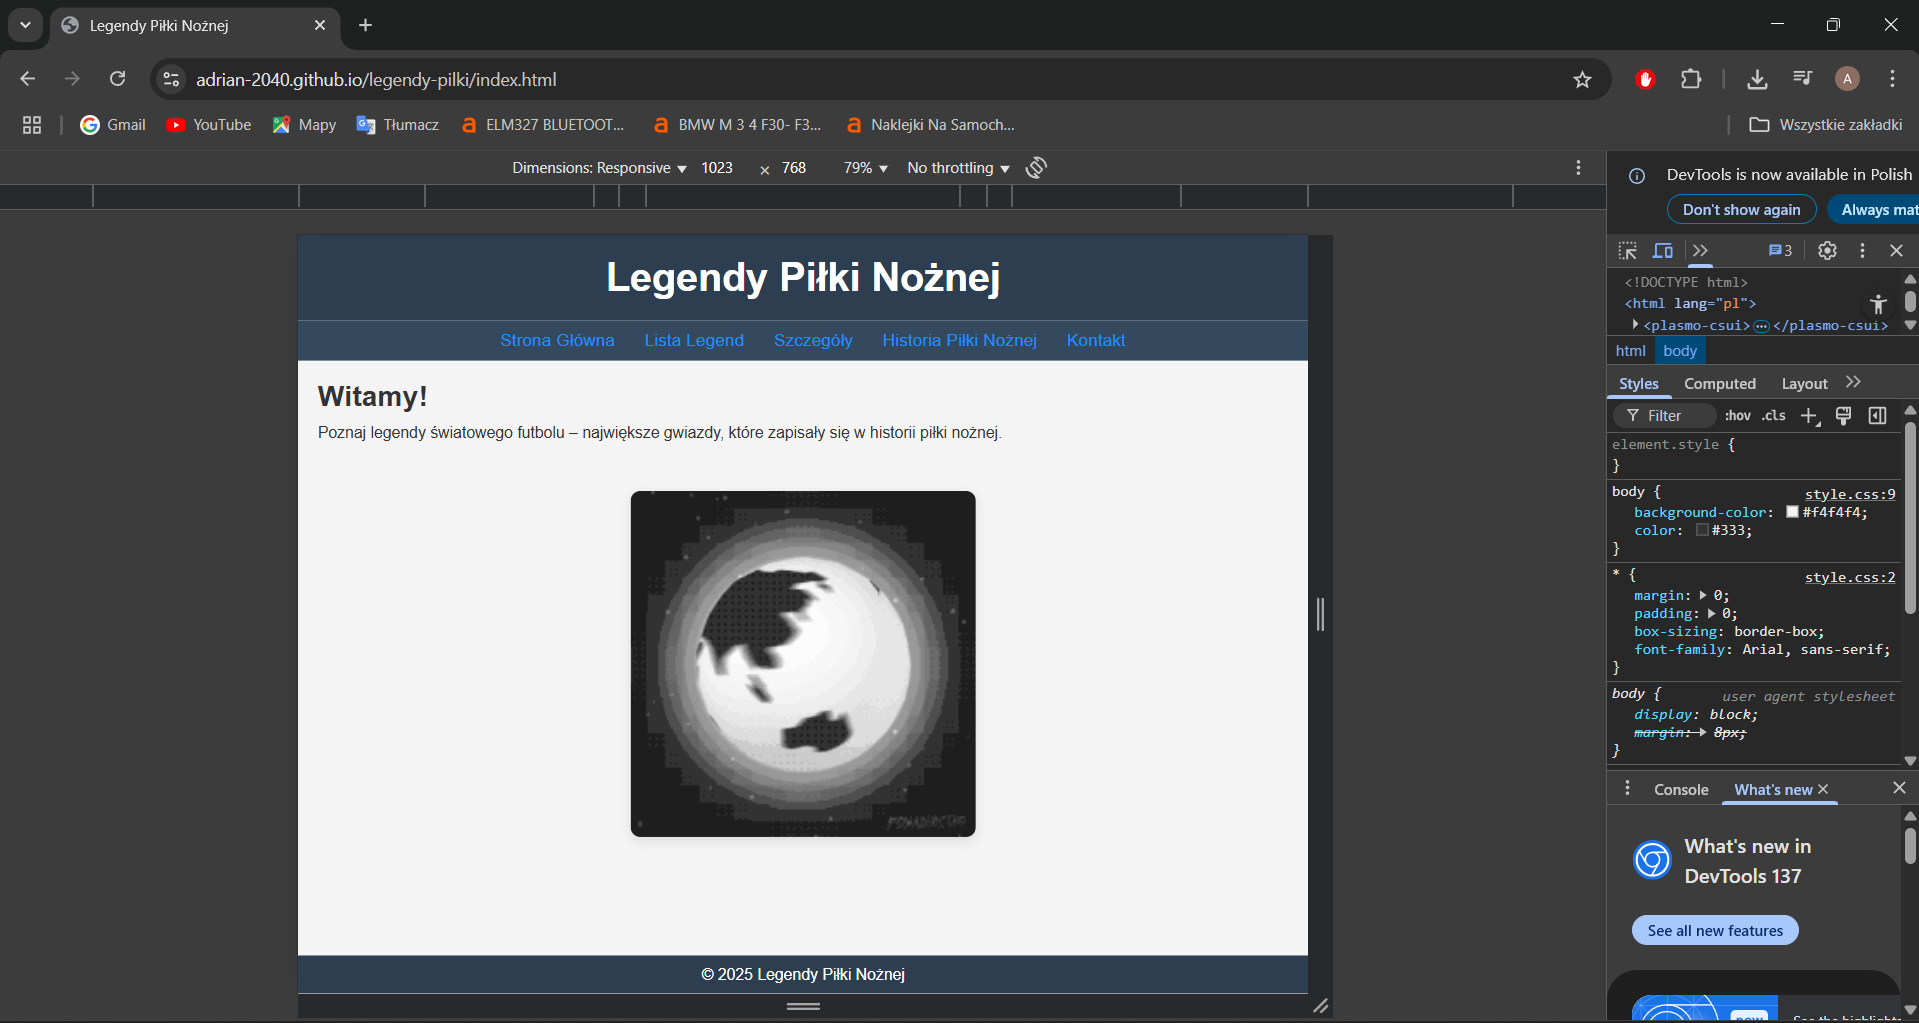 Legendy Piłki Nożnej
adrian-2040.github.io/legendy-pilki/index.html
A
Gmail
YouTube
Mapy
Tłumacz
ELM327 BLUETOOT...
BMW M 3 4 F30- F3...
Naklejki Na Samoch...
Wszystkie zakładki
Dimensions: Responsive 1023 × 768 79% No throttling
Legendy Piłki Nożnej
Strona Główna Lista Legend Szczegóły Historia Piłki Nożnej Kontakt
Witamy!
Poznaj legendy światowego futbolu – największe gwiazdy, które zapisały się w historii piłki nożnej.
© 2025 Legendy Piłki Nożnej
DevTools is now available in Polish
Don't show again
Always mat
3
<!DOCTYPE html>
<html lang="pl">
<plasmo-csui>…</plasmo-csui>
html body
Styles Computed Layout
Filter :hov .cls
element.style {
}
body { style.css:9
background-color: #f4f4f4;
color: #333;
}
* { style.css:2
margin: 0;
padding: 0;
box-sizing: border-box;
font-family: Arial, sans-serif;
}
body { user agent stylesheet
display: block;
margin: 8px;
}
Console What's new
What's new in
DevTools 137
See all new features
new